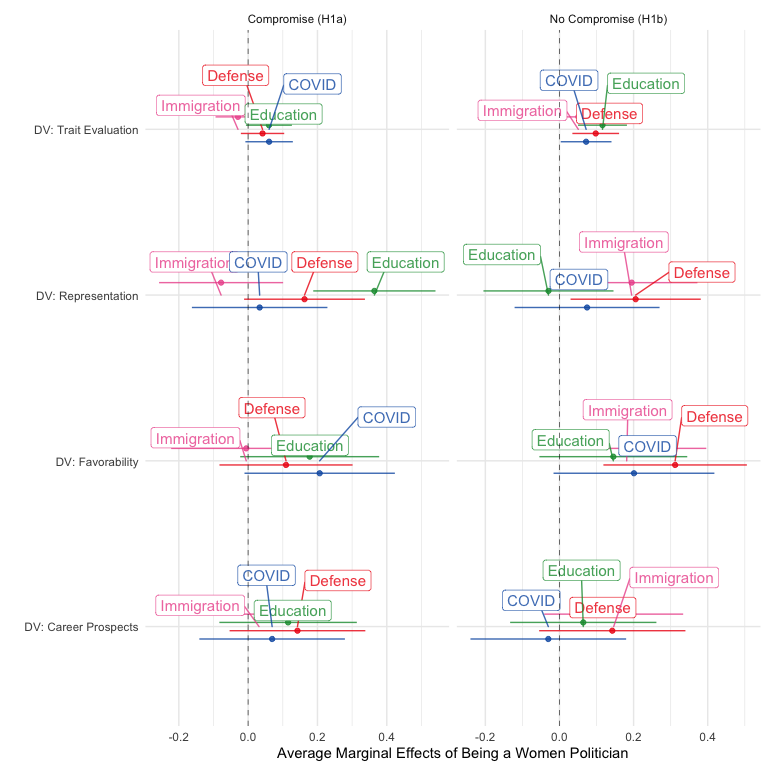 Compromise (H1a)
No Compromise (H1b)
Defense
COVID
COVID
Education
Immigration
Education
Immigration
Defense
DV: Trait Evaluation
Immigration
COVID
Defense
Education
Education
Immigration
COVID
Defense
DV: Representation
Defense
COVID
Immigration
Defense
Immigration
Education
Education
COVID
DV: Favorability
COVID
Defense
Education
Immigration
Immigration
Education
COVID
Defense
DV: Career Prospects
-0.2 0.0 0.2 0.4
-0.2 0.0 0.2 0.4
Average Marginal Effects of Being a Women Politician